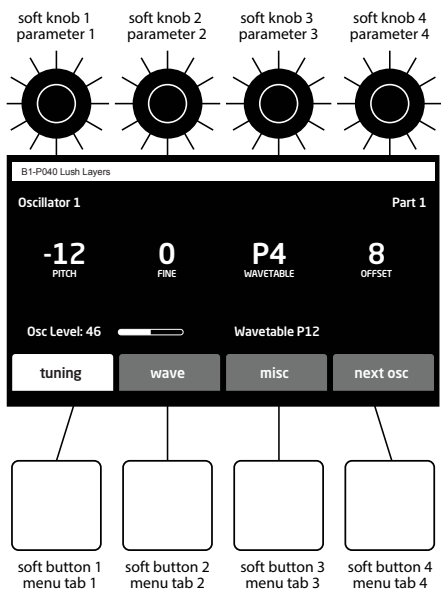 soft knob 1 soft knob 2 soft knob 3 soft knob 4
parameter 1 parameter 2 parameter 3 parameter 4
B1-P040 Lush Layers
Oscillator 1 Part 1
-12 0 P4 8
PITCH FINE WAVETABLE OFFSET
Osc Level: 46 Wavetable P12
tuning wave misc next osc
soft button 1 soft button 2 soft button 3 soft button 4
menu tab 1 menu tab 2 menu tab 3 menu tab 4